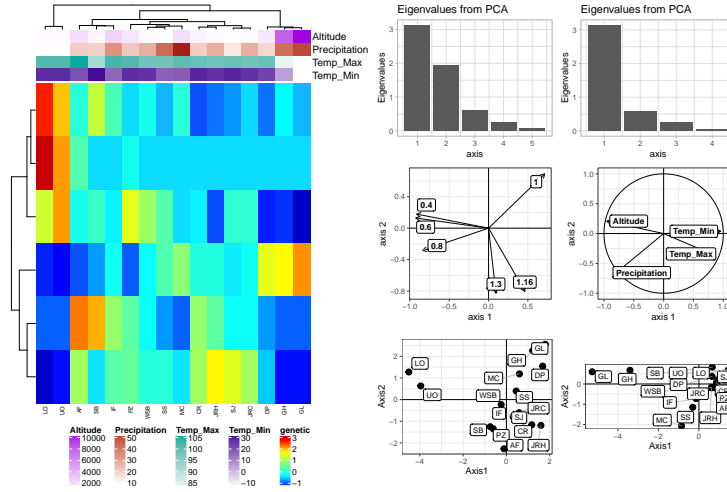 Altitude
Precipitation
Temp_Max
Temp_Min
LO UO AF SB IF PZ WSB SS MC CR JRH SJ JRC DP GH GL
Altitude Precipitation Temp_Max Temp_Min genetic
10000
8000
6000
4000
2000
50
40
30
20
10
105
100
95
90
85
30
20
10
0
−10
3
2
1
0
−1
Eigenvalues from PCA
Eigenvalues
3
2
1
0
1 2 3 4 5
axis
Eigenvalues from PCA
3
2
1
0
1 2 3 4
axis
axis 2
0.4
0.0
−0.4
−0.8
1
0.4
0.6
0.8
1.3
1.16
−1.0 −0.5 0.0 0.5
axis 1
axis 2
1.0
0.5
0.0
−0.5
−1.0
Altitude
Temp_Min
Temp_Max
Precipitation
−1.0 −0.5 0.0 0.5 1.0
axis 1
Axis2
2
1
0
−1
−2
LO
GL
GH
DP
MC
UO
WSB
SS
JRC
IF
SJ
SB
PZ
CR
AF
JRH
−4 −2 0
Axis1
Axis2
1
0
−1
−2
GL
GH
SB
UO
LO
SJ
DP
WSB
JRC
CR
IF
PZ
AF
MC
SS
JRH
−4 −2 0
Axis1